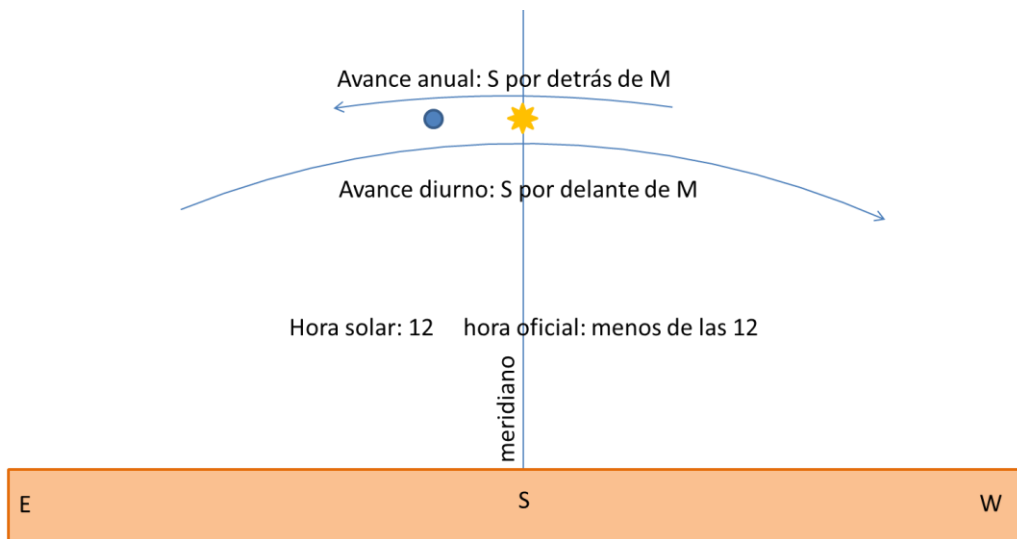 Avance anual: S por detrás de M
Avance diurno: S por delante de M
Hora solar: 12 hora oficial: menos de las 12
meridiano
E S W